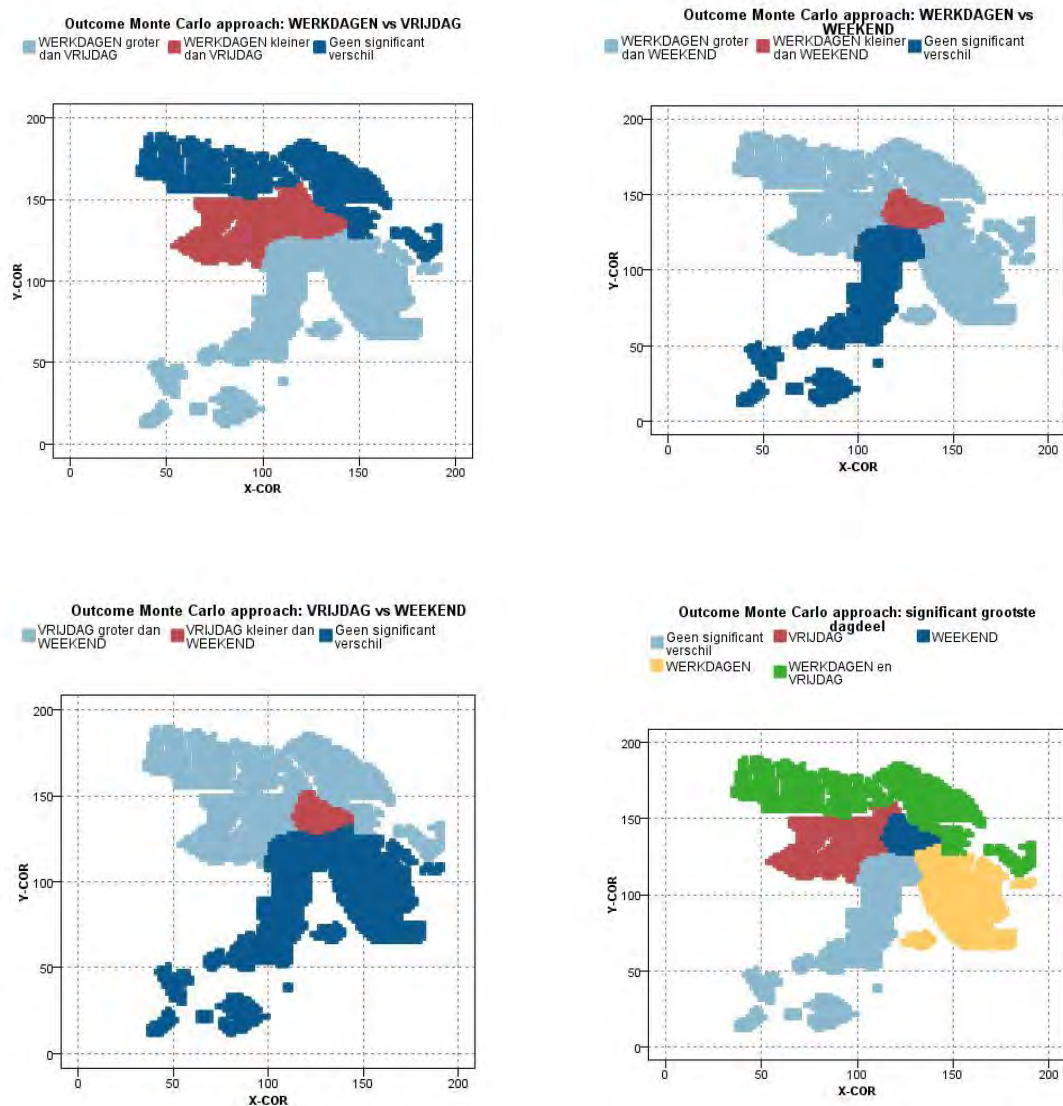 Outcome Monte Carlo approach: WERKDAGEN vs VRIJDAG
WERKDAGEN groter
dan VRIJDAG
WERKDAGEN kleiner
dan VRIJDAG
Geen significant
verschil
200
150
100
50
0
Y-COR
0 50 100 150 200
X-COR
Outcome Monte Carlo approach: WERKDAGEN vs
WEEKEND
WERKDAGEN groter
dan WEEKEND
WERKDAGEN kleiner
dan WEEKEND
Geen significant
verschil
200
150
100
50
0
Y-COR
0 50 100 150 200
X-COR
Outcome Monte Carlo approach: VRIJDAG vs WEEKEND
VRIJDAG groter dan
WEEKEND
VRIJDAG kleiner dan
WEEKEND
Geen significant
verschil
200
150
100
50
0
Y-COR
0 50 100 150 200
X-COR
Outcome Monte Carlo approach: significant grootste
dagdeel
Geen significant
verschil
VRIJDAG
WEEKEND
WERKDAGEN
WERKDAGEN en
VRIJDAG
200
150
100
50
0
Y-COR
0 50 100 150 200
X-COR